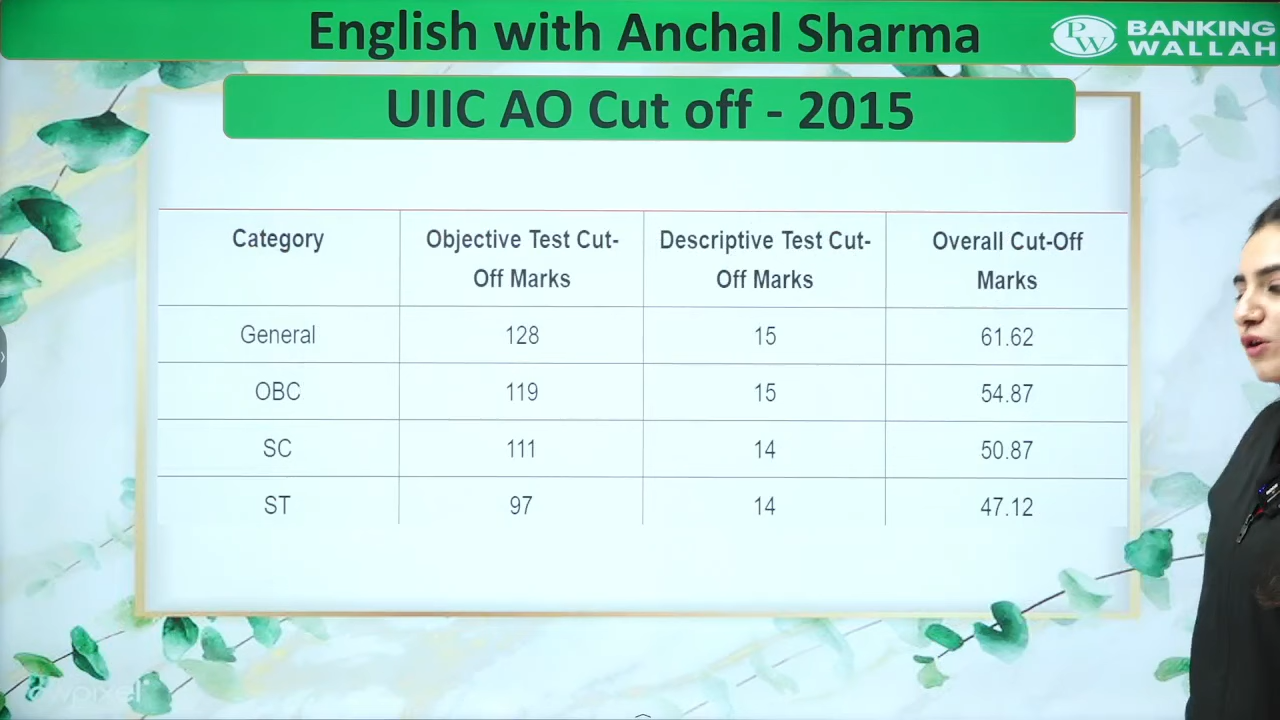 English with Anchal Sharma
PW BANKING
WALLAH
UIIC AO Cut off - 2015
Category Objective Test Cut- Descriptive Test Cut- Overall Cut-Off
Off Marks Off Marks Marks
General 128 15 61.62
OBC 119 15 54.87
SC 111 14 50.87
ST 97 14 47.12